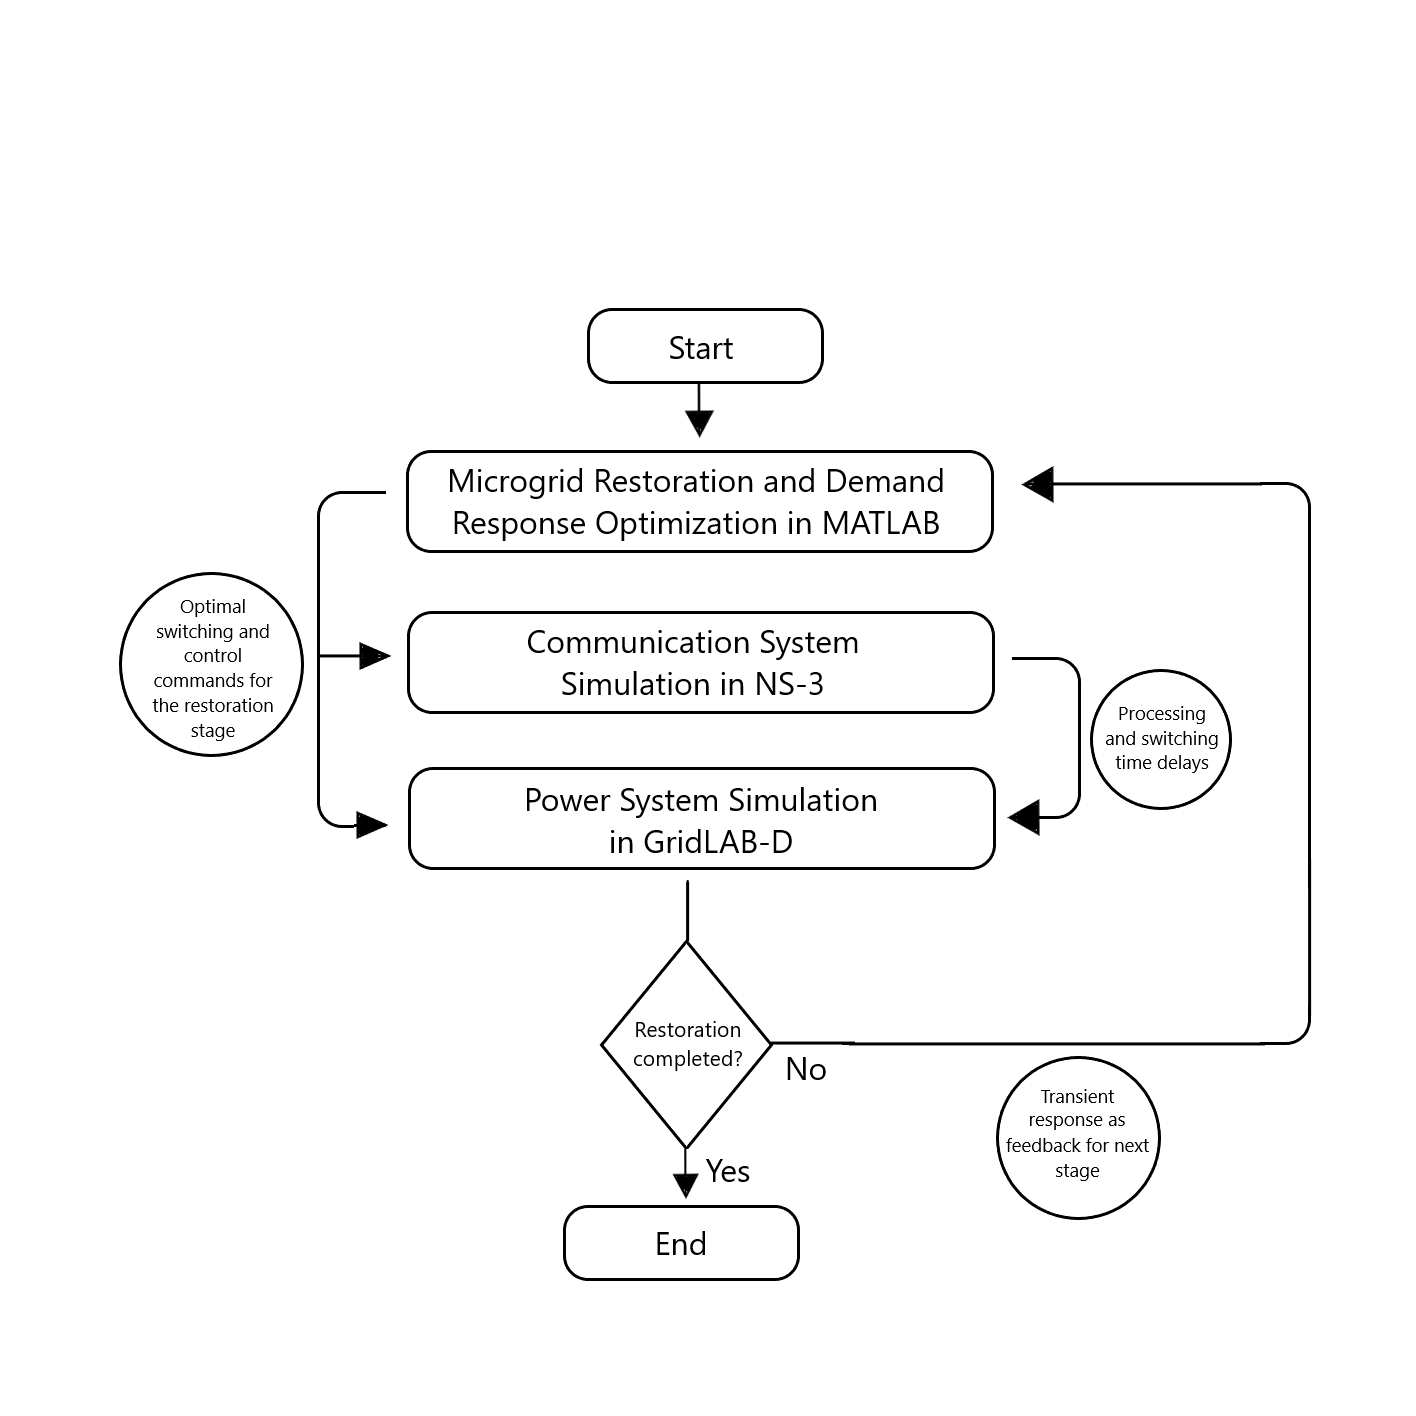 Start
Microgrid Restoration and Demand
Response Optimization in MATLAB
Optimal
switching and
control
commands for
the restoration
stage
Communication System
Simulation in NS-3
Processing
and switching
time delays
Power System Simulation
in GridLAB-D
Restoration
completed?
No
Transient
response as
feedback for next
stage
Yes
End